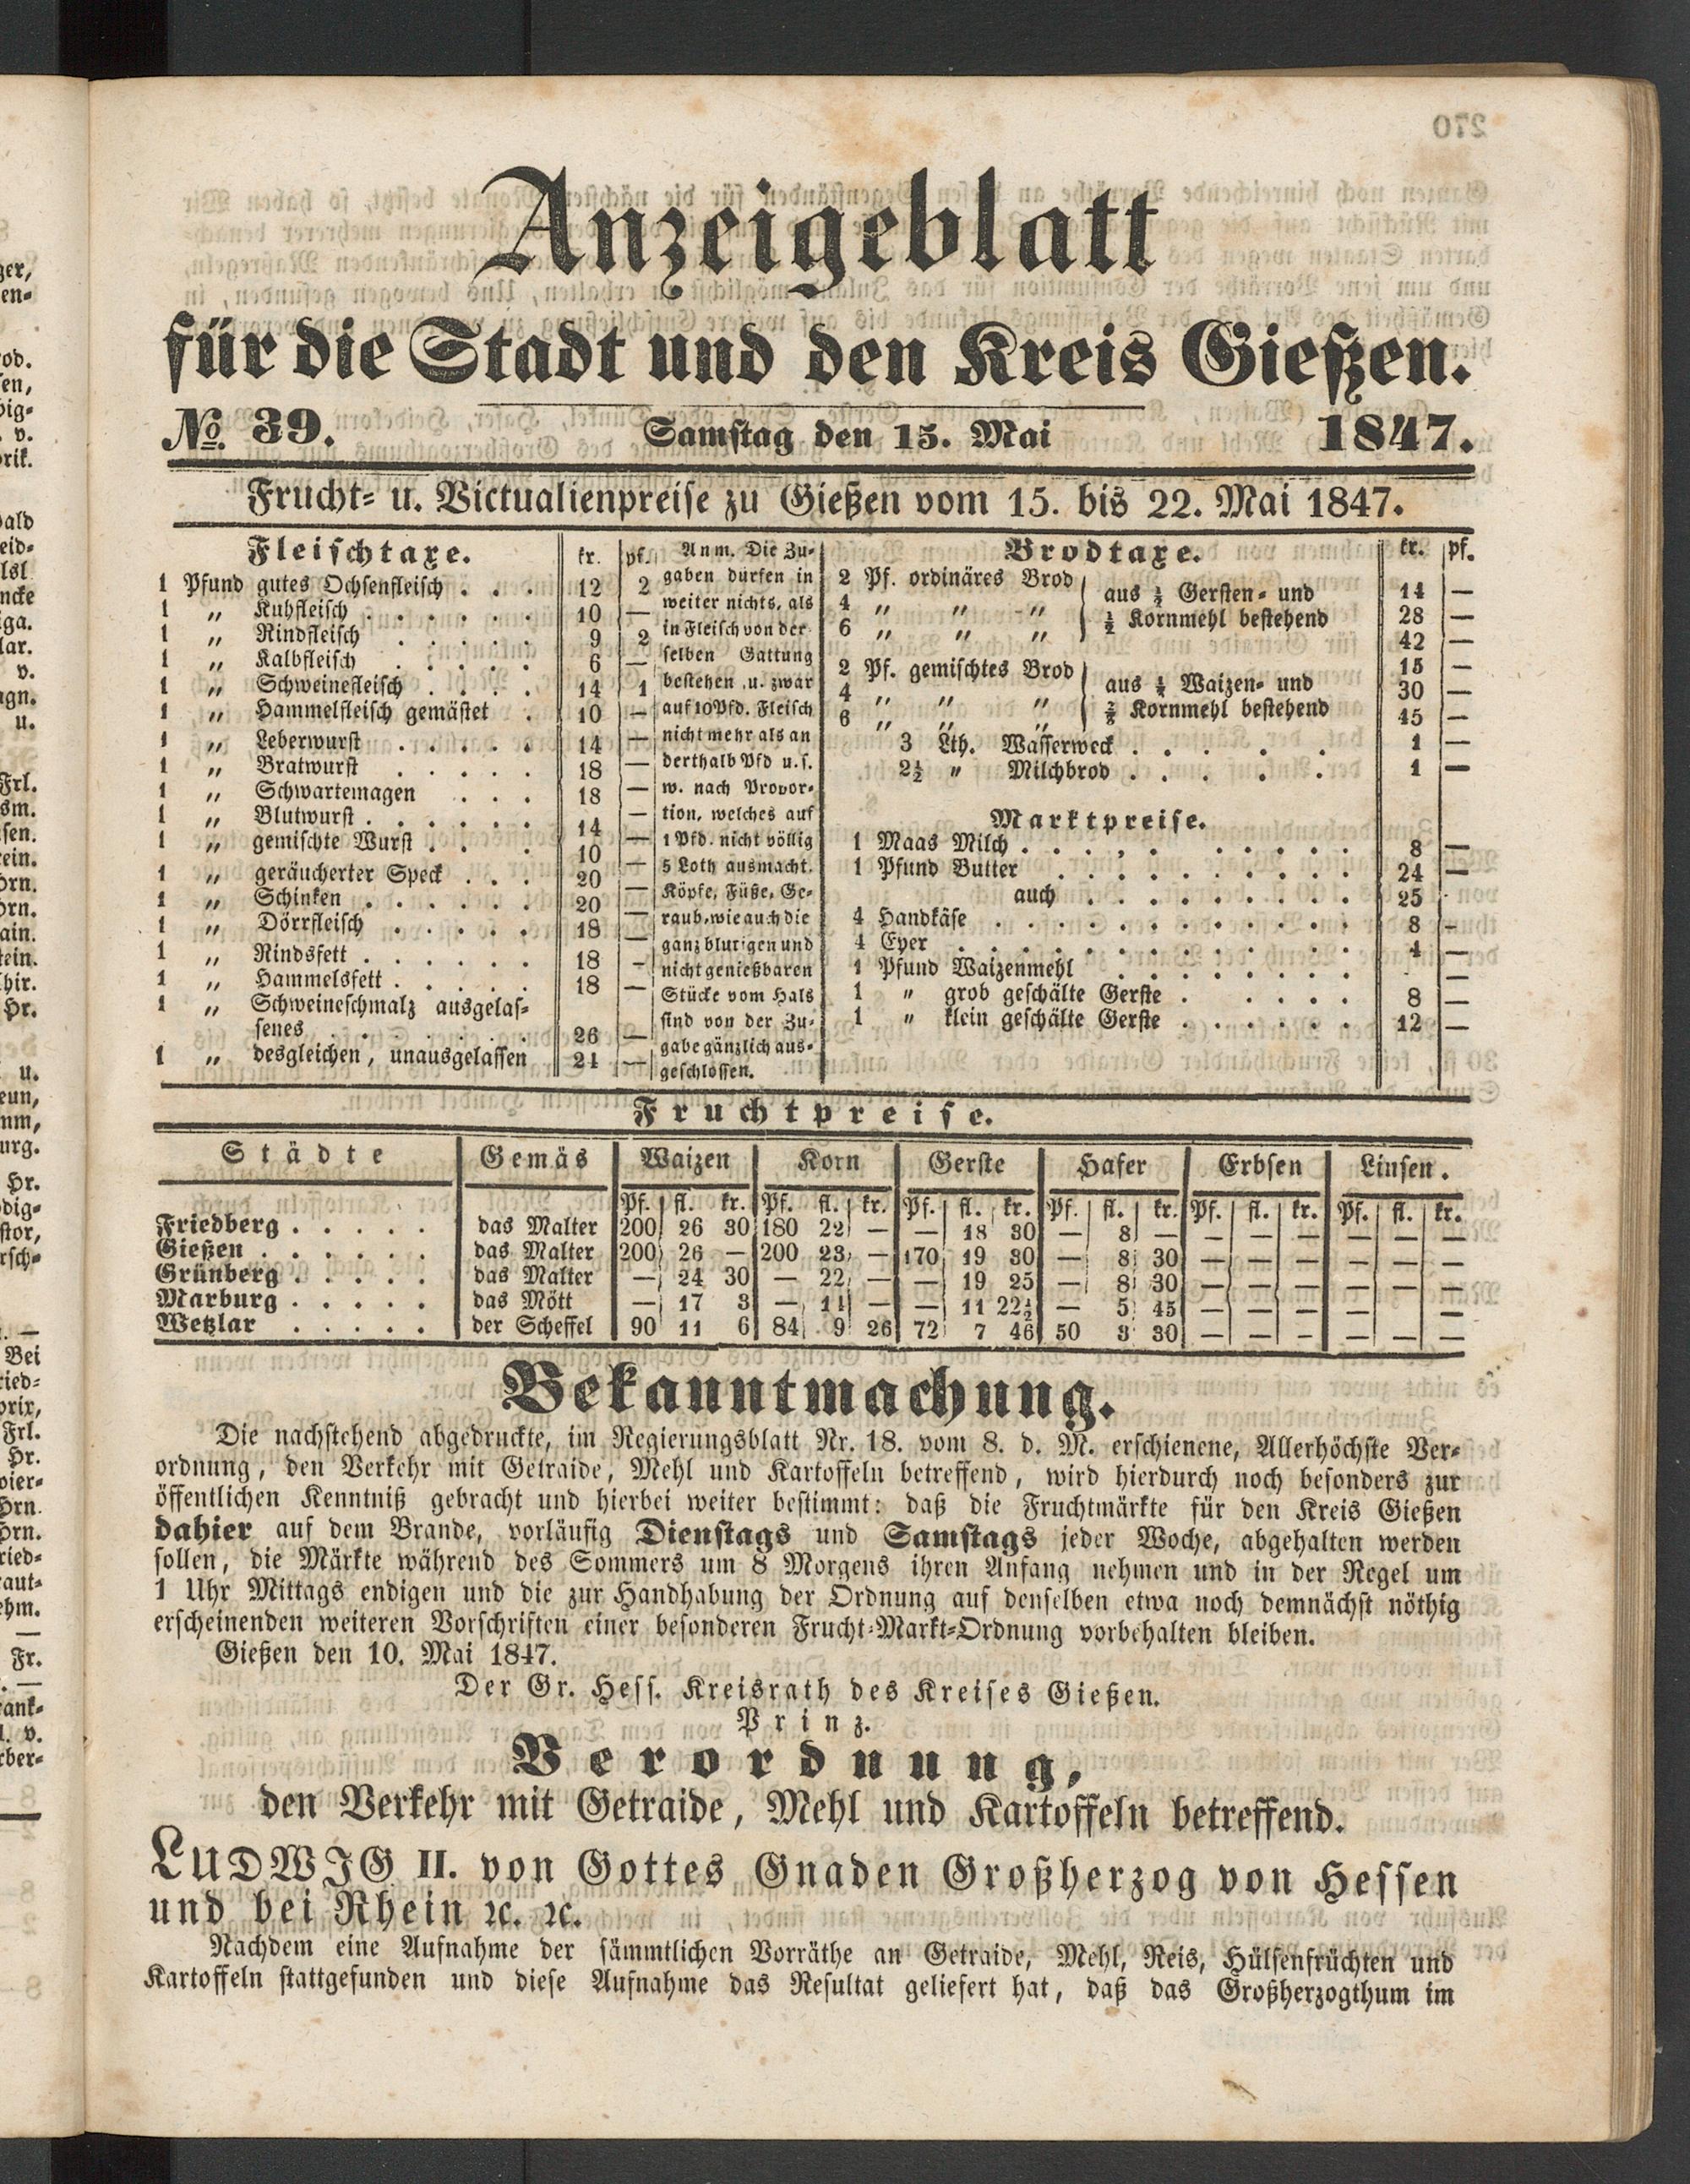 Anzeigeblatt
für die Stadt und den Kreis Gießen.
No. 39. Samstag den 15. Mai 1847.
Frucht- u. Victualienpreise zu Gießen vom 15. bis 22. Mai 1847.
Fleischtaxe. kr. pf.
1 Pfund gutes Ochsenfleisch . . . 12 2
1 „ Kuhfleisch . . . . . . 10 —
1 „ Rindfleisch . . . . . 9 2
1 „ Kalbfleisch . . . . . 6 —
1 „ Schweinefleisch . . . . 14 1
1 „ Hammelfleisch gemästet . 10 —
1 „ Leberwurst . . . . . 14 —
1 „ Bratwurst . . . . . 18 —
1 „ Schwartemagen . . . 18 —
1 „ Blutwurst . . . . . . 14 —
1 „ gemischte Wurst . . . 10 —
1 „ geräucherter Speck . . . 20 —
1 „ Schinken . . . . . . 20 —
1 „ Dörrfleisch . . . . . 18 —
1 „ Rindsfett . . . . . . 18 —
1 „ Hammelsfett . . . . . 18 —
1 „ Schweineschmalz ausgelas-
senes . . . . . . . 26 —
1 „ desgleichen, unausgelassen 24 —
Anm. Die Zu-
gaben dürfen in
weiter nichts, als
in Fleisch von der
selben Gattung
bestehen u. zwar
auf 10 Pfd. Fleisch
nicht mehr als an
derthalb Pfd u. s.
w. nach Propor-
tion, welches auf
1 Pfd. nicht völlig
5 Loth ausmacht.
Köpfe, Füße, Ge-
raub, wie auch die
ganz blutigen und
nicht genießbaren
Stücke vom Hals
sind von der Zu-
gabe gänzlich aus-
geschlossen.
Brodtaxe. kr. pf.
2 Pf. ordinäres Brod 14 —
4 „ „ „ 28 —
6 „ „ „ 42 —
aus ½ Gersten- und
½ Kornmehl bestehend
2 Pf. gemischtes Brod 15 —
4 „ „ „ 30 —
6 „ „ „ 45 —
aus Waizen- und
Kornmehl bestehend
3 Lth. Wasserweck . . . . . . 1 —
2½ „ Milchbrod . . . . . . 1 —
Marktpreise.
1 Maas Milch . . . . . . . . . . 8 —
1 Pfund Butter . . . . . . . . . . 24 —
auch . . . . . . . . . 25
4 Handkäse . . . . . . . . . . . . 8 -
4 Eyer . . . . . . . . . . . . . 4 —
1 Pfund Waizenmehl . . . . . . . . —
1 „ grob geschälte Gerste . . . . . 8 —
1 „ klein geschälte Gerste . . . . . . 12 —
Fruchtpreise.
Städte Gemäs Waizen Korn Gerste Hafer Erbsen Linsen.
Pf. fl. kr. Pf. fl. kr. Pf. fl. kr. Pf. fl. kr. Pf. fl. kr. Pf. fl. kr.
Friedberg . . . . . das Malter 200 26 30 180 22 — — 18 30 — 8 — — — — — — —
Gießen . . . . . . das Malter 200 26 — 200 23 — 170 19 30 — 8 30 — — — — — —
Grünberg . . . . . das Malter — 24 30 — 22 — — 19 25 — 8 30 — — — — — —
Marburg . . . . . das Mött — 17 3 — 14 — — 11 22½ — 5 45 — — — — — —
Wetzlar . . . . . der Scheffel 90 11 6 84 9 26 72 7 46 50 3 30 — — — — — —
Bekanntmachung.
Die nachstehend abgedruckte, im Regierungsblatt Nr. 18. vom 8. d. M. erschienene, Allerhöchste Ver-
ordnung, den Verkehr mit Getraide, Mehl und Kartoffeln betreffend, wird hierdurch noch besonders zur
öffentlichen Kenntniß gebracht und hierbei weiter bestimmt: daß die Fruchtmärkte für den Kreis Gießen
dahier auf dem Brande, vorläufig Dienstags und Samstags jeder Woche, abgehalten werden
sollen, die Märkte während des Sommers um 8 Morgens ihren Anfang nehmen und in der Regel um
1 Uhr Mittags endigen und die zur Handhabung der Ordnung auf denselben etwa noch demnächst nöthig
erscheinenden weiteren Vorschriften einer besonderen Frucht-Markt-Ordnung vorbehalten bleiben.
Gießen den 10. Mai 1847.
Der Gr. Hess. Kreisrath des Kreises Gießen.
Prinz.
Verordnung,
den Verkehr mit Getraide, Mehl und Kartoffeln betreffend.
LUDWIG II. von Gottes Gnaden Großherzog von Hessen
und bei Rhein ꝛc. ꝛc.
Nachdem eine Aufnahme der sämmtlichen Vorräthe an Getraide, Mehl, Reis, Hülsenfrüchten und
Kartoffeln stattgefunden und diese Aufnahme das Resultat geliefert hat, daß das Großherzogthum im